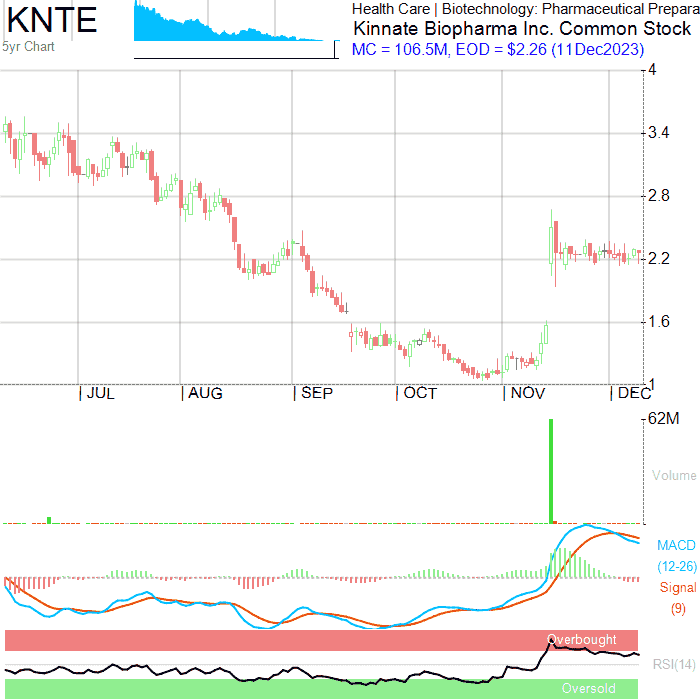 KNTE
5yr Chart
Health Care | Biotechnology: Pharmaceutical Prepara
Kinnate Biopharma Inc. Common Stock
MC = 106.5M, EOD = $2.26 (11Dec2023)
4
3.4
2.8
2.2
1.6
1
JUL AUG SEP OCT NOV DEC
62M
Volume
MACD
(12-26)
Signal
(9)
Overbought
RSI(14)
Oversold